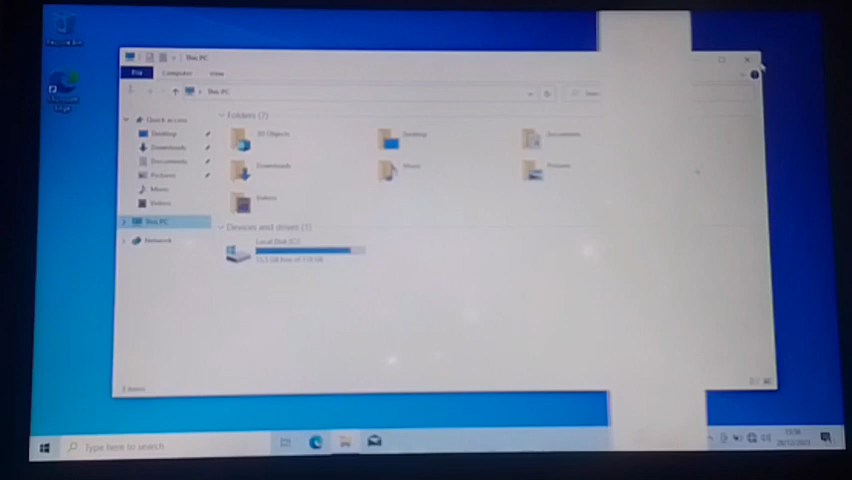 Recycle Bin
This PC
File
Computer
View
This PC
Folders (7)
Quick access
3D Objects
Desktop
Documents
Desktop
Downloads
Documents
Downloads
Music
Pictures
Pictures
Music
Videos
Videos
This PC
Devices and drives (1)
Network
Local Disk (C:)
Microsoft
Edge
Type here to search
15:56